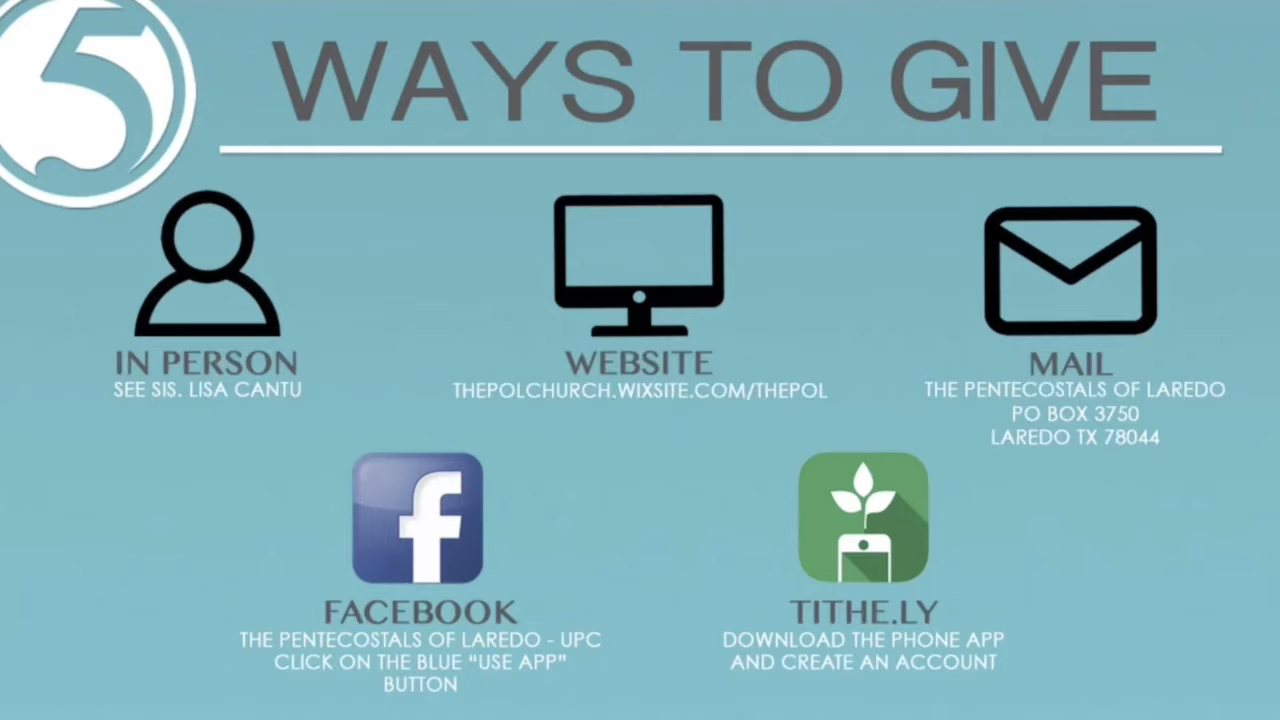 5 WAYS TO GIVE
IN PERSON
SEE SIS. LISA CANTU
WEBSITE
THEPOLCHURCH.WIXSITE.COM/THEPOL
MAIL
THE PENTECOSTALS OF LAREDO
PO BOX 3750
LAREDO TX 78044
FACEBOOK
THE PENTECOSTALS OF LAREDO - UPC
CLICK ON THE BLUE “USE APP”
BUTTON
TITHE.LY
DOWNLOAD THE PHONE APP
AND CREATE AN ACCOUNT